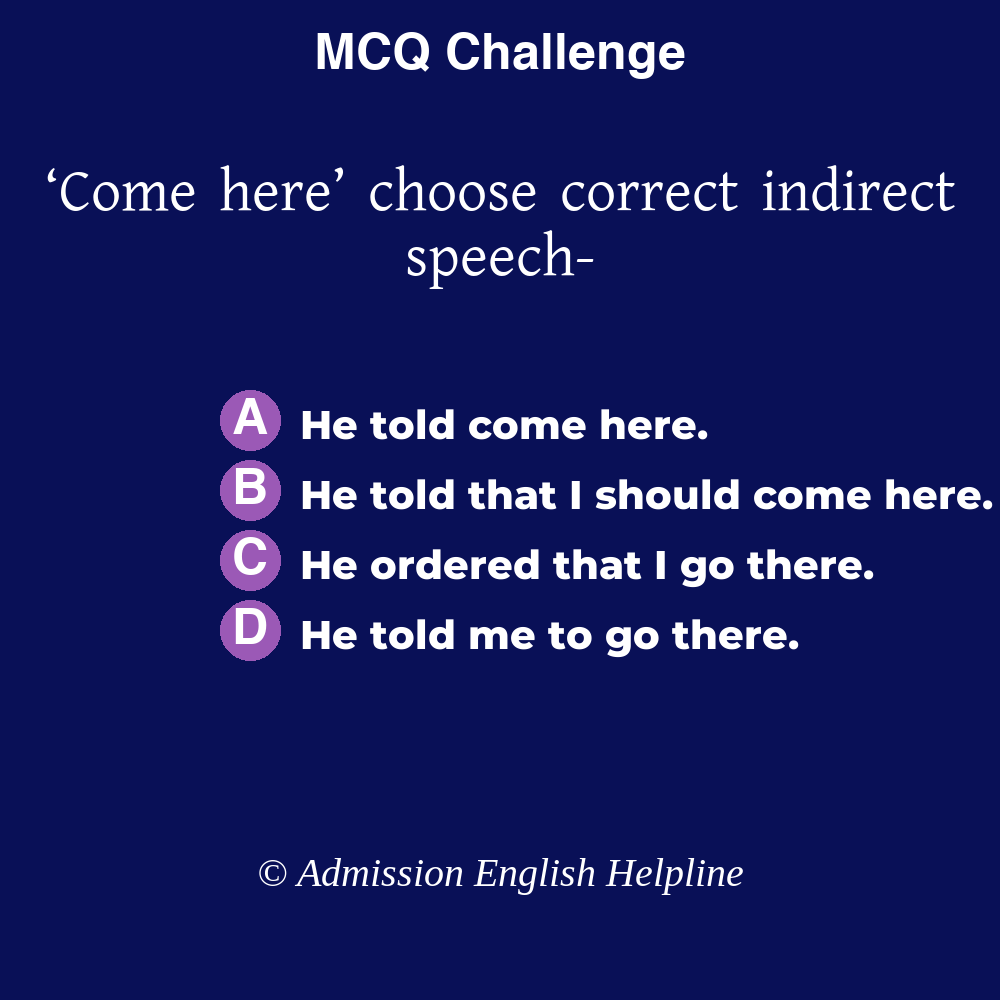 MCQ Challenge
‘Come here’ choose correct indirect
speech-
A He told come here.
B He told that I should come here.
C He ordered that I go there.
D He told me to go there.
© Admission English Helpline